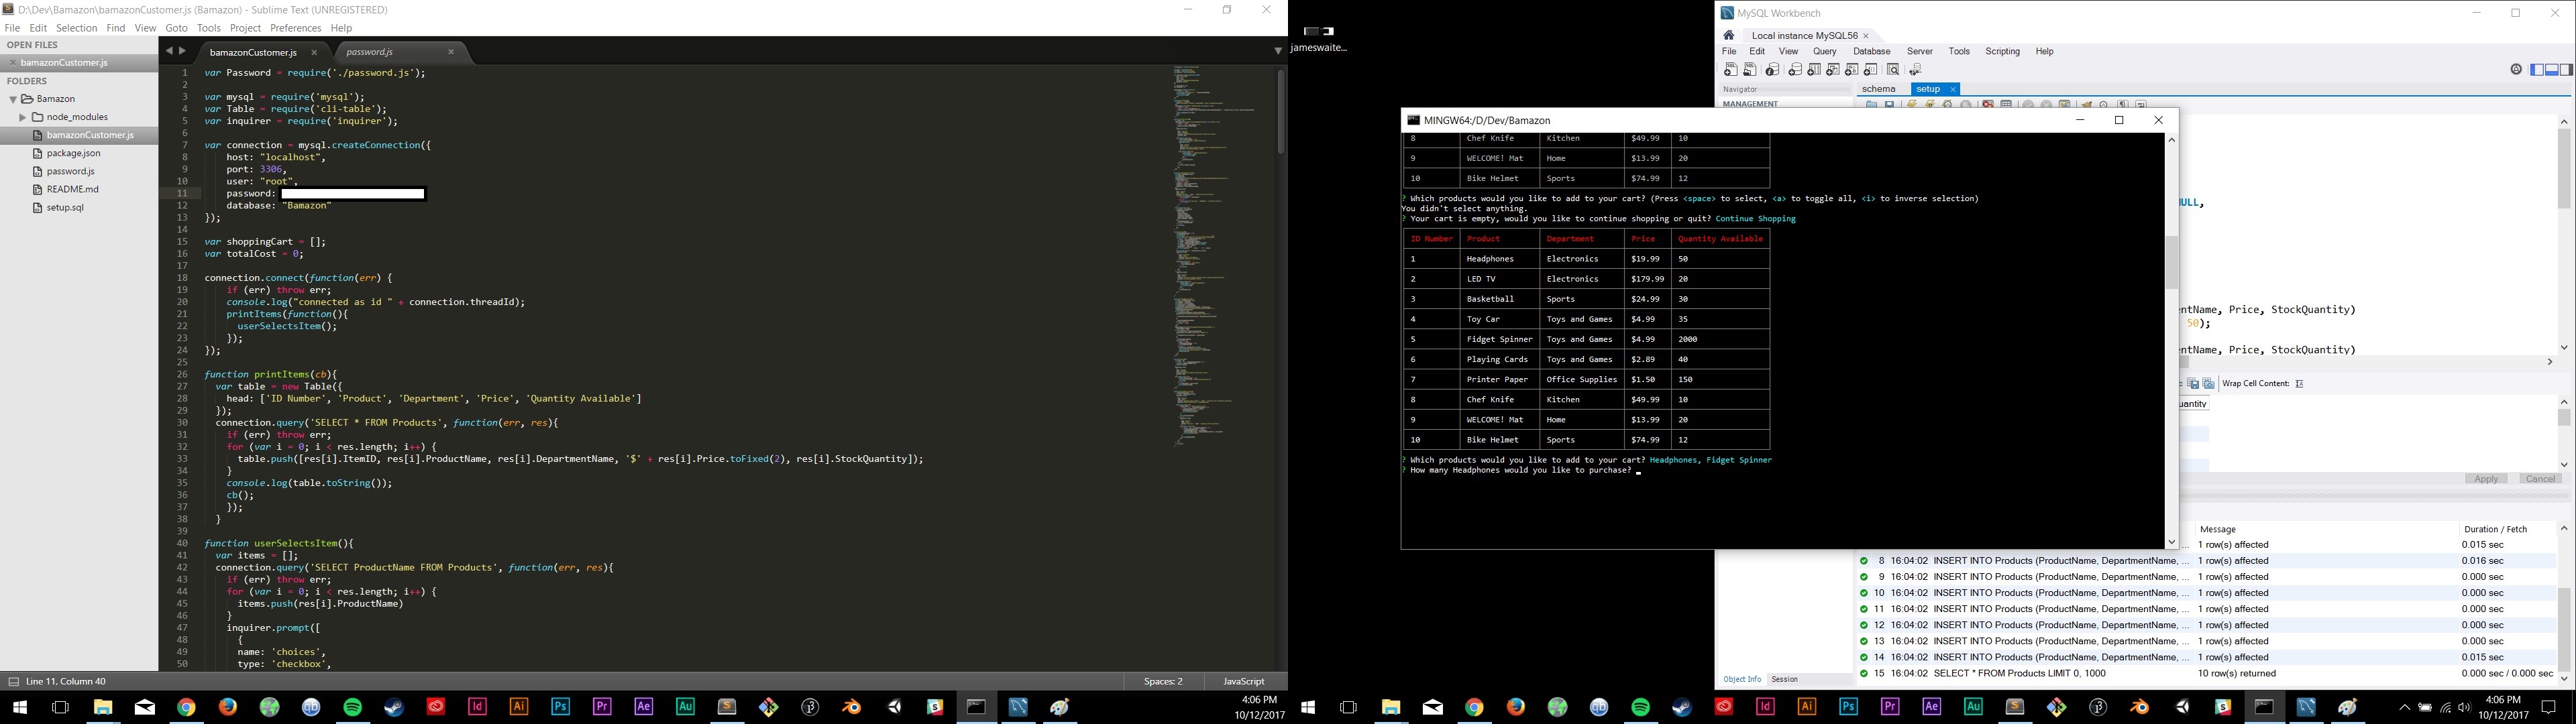 D:\Dev\Bamazon\bamazonCustomer.js (Bamazon) - Sublime Text (UNREGISTERED)
File Edit Selection Find View Goto Tools Project Preferences Help
OPEN FILES
bamazonCustomer.js
FOLDERS
Bamazon
node_modules
bamazonCustomer.js
package.json
password.js
README.md
setup.sql
bamazonCustomer.js password.js
1 var Password = require('./password.js');
2
3 var mysql = require('mysql');
4 var Table = require('cli-table');
5 var inquirer = require('inquirer');
6
7 var connection = mysql.createConnection({
8 host: "localhost",
9 port: 3306,
10 user: "root",
11 password:
12 database: "Bamazon"
13 });
14
15 var shoppingCart = [];
16 var totalCost = 0;
17
18 connection.connect(function(err) {
19 if (err) throw err;
20 console.log("connected as id " + connection.threadId);
21 printItems(function(){
22 userSelectsItem();
23 });
24 });
25
26 function printItems(cb){
27 var table = new Table({
28 head: ['ID Number', 'Product', 'Department', 'Price', 'Quantity Available']
29 });
30 connection.query('SELECT * FROM Products', function(err, res){
31 if (err) throw err;
32 for (var i = 0; i < res.length; i++) {
33 table.push([res[i].ItemID, res[i].ProductName, res[i].DepartmentName, '$' + res[i].Price.toFixed(2), res[i].StockQuantity]);
34 }
35 console.log(table.toString());
36 cb();
37 });
38 }
39
40 function userSelectsItem(){
41 var items = [];
42 connection.query('SELECT ProductName FROM Products', function(err, res){
43 if (err) throw err;
44 for (var i = 0; i < res.length; i++) {
45 items.push(res[i].ProductName)
46 }
47 inquirer.prompt([
48 {
49 name: 'choices',
50 type: 'checkbox',
Line 11, Column 40 Spaces: 2 JavaScript
4:06 PM
10/12/2017
jameswaite...
MySQL Workbench
Local instance MySQL56
File Edit View Query Database Server Tools Scripting Help
Navigator
schema setup
MANAGEMENT
MINGW64:/D/Dev/Bamazon
8 Chef Knife Kitchen $49.99 10
9 WELCOME! Mat Home $13.99 20
10 Bike Helmet Sports $74.99 12
? Which products would you like to add to your cart? (Press <space> to select, <a> to toggle all, <i> to inverse selection)
You didn't select anything.
? Your cart is empty, would you like to continue shopping or quit? Continue Shopping
ID Number Product Department Price Quantity Available
1 Headphones Electronics $19.99 50
2 LED TV Electronics $179.99 20
3 Basketball Sports $24.99 30
4 Toy Car Toys and Games $4.99 35
5 Fidget Spinner Toys and Games $4.99 2000
6 Playing Cards Toys and Games $2.89 40
7 Printer Paper Office Supplies $1.50 150
8 Chef Knife Kitchen $49.99 10
9 WELCOME! Mat Home $13.99 20
10 Bike Helmet Sports $74.99 12
? Which products would you like to add to your cart? Headphones, Fidget Spinner
? How many Headphones would you like to purchase?
ULL,
ntName, Price, StockQuantity)
50);
ntName, Price, StockQuantity)
Wrap Cell Content:
uantity
Apply Cancel
Message Duration / Fetch
1 row(s) affected 0.015 sec
8 16:04:02 INSERT INTO Products (ProductName, DepartmentName, ... 1 row(s) affected 0.016 sec
9 16:04:02 INSERT INTO Products (ProductName, DepartmentName, ... 1 row(s) affected 0.000 sec
10 16:04:02 INSERT INTO Products (ProductName, DepartmentName, ... 1 row(s) affected 0.000 sec
11 16:04:02 INSERT INTO Products (ProductName, DepartmentName, ... 1 row(s) affected 0.000 sec
12 16:04:02 INSERT INTO Products (ProductName, DepartmentName, ... 1 row(s) affected 0.000 sec
13 16:04:02 INSERT INTO Products (ProductName, DepartmentName, ... 1 row(s) affected 0.000 sec
14 16:04:02 INSERT INTO Products (ProductName, DepartmentName, ... 1 row(s) affected 0.015 sec
15 16:04:02 SELECT * FROM Products LIMIT 0, 1000 10 row(s) returned 0.000 sec / 0.000 sec
Object Info Session
4:06 PM
10/12/2017